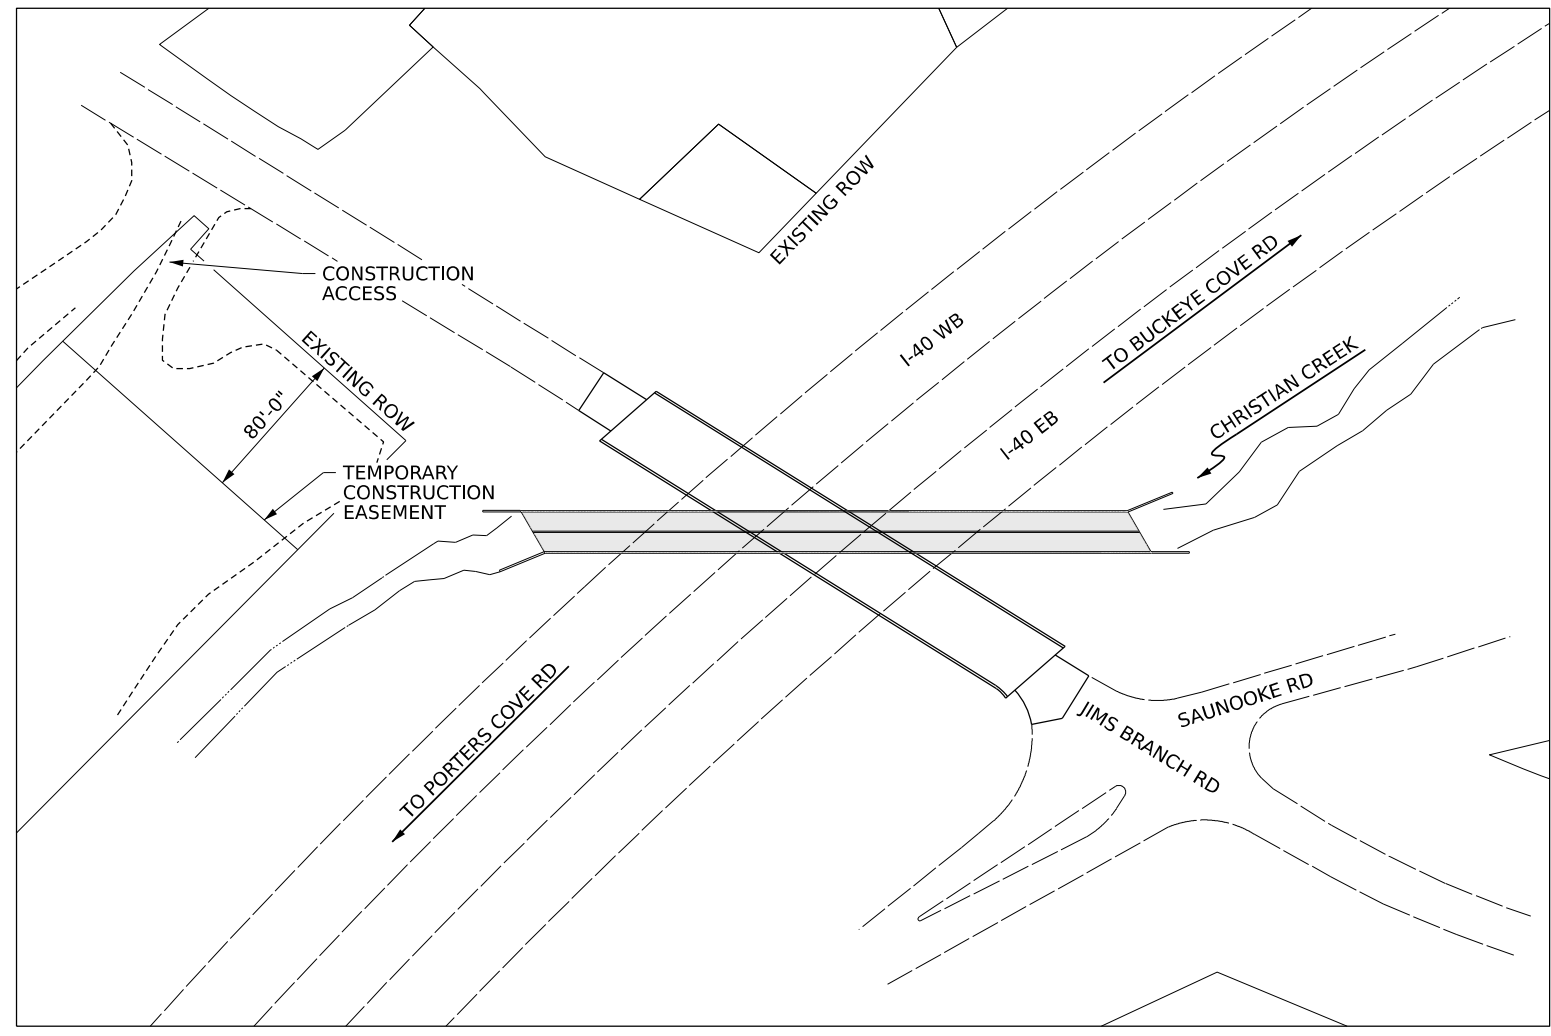 EXISTING ROW
CONSTRUCTION
ACCESS
TO BUCKEYE COVE RD
I-40 WB
EXISTING ROW
CHRISTIAN CREEK
80'-0"
I-40 EB
TEMPORARY
CONSTRUCTION
EASEMENT
TO PORTERS COVE RD
SAUNOOKE RD
JIMS BRANCH RD